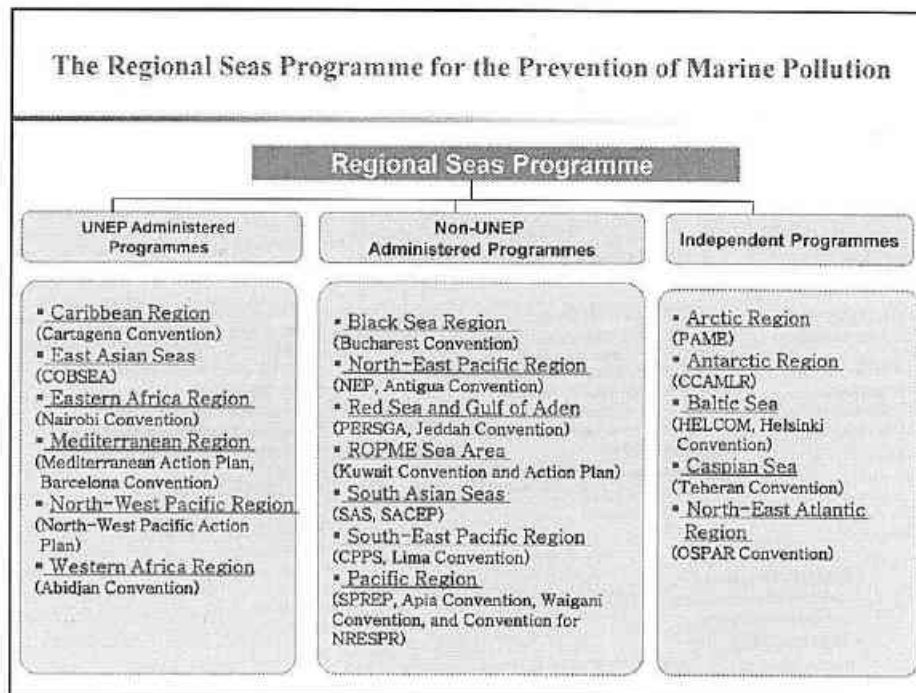 The Regional Seas Programme for the Prevention of Marine Pollution
Regional Seas Programme
UNEP Administered
Programmes
▪ Caribbean Region
(Cartagena Convention)
▪ East Asian Seas
(COBSEA)
▪ Eastern Africa Region
(Nairobi Convention)
▪ Mediterranean Region
(Mediterranean Action Plan,
Barcelona Convention)
▪ North-West Pacific Region
(North-West Pacific Action
Plan)
▪ Western Africa Region
(Abidjan Convention)
Non-UNEP
Administered Programmes
▪ Black Sea Region
(Bucharest Convention)
▪ North-East Pacific Region
(NEP, Antigua Convention)
▪ Red Sea and Gulf of Aden
(PERSGA, Jeddah Convention)
▪ ROPME Sea Area
(Kuwait Convention and Action Plan)
▪ South Asian Seas
(SAS, SACEP)
▪ South-East Pacific Region
(CPPS, Lima Convention)
▪ Pacific Region
(SPREP, Apia Convention, Waigani
Convention, and Convention for
NRESPR)
Independent Programmes
▪ Arctic Region
(PAME)
▪ Antarctic Region
(CCAMLR)
▪ Baltic Sea
(HELCOM, Helsinki
Convention)
▪ Caspian Sea
(Teheran Convention)
▪ North-East Atlantic
Region
(OSPAR Convention)